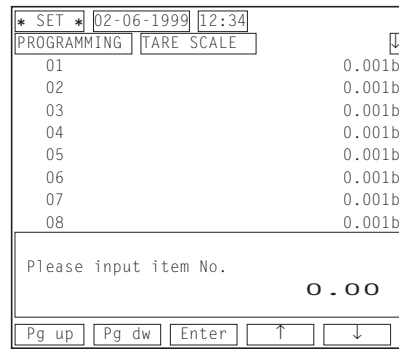 * SET * 02-06-1999 12:34
PROGRAMMING TARE SCALE ↓
01 0.001b
02 0.001b
03 0.001b
04 0.001b
05 0.001b
06 0.001b
07 0.001b
08 0.001b
Please input item No.
0.00
Pg up Pg dw Enter ↑ ↓